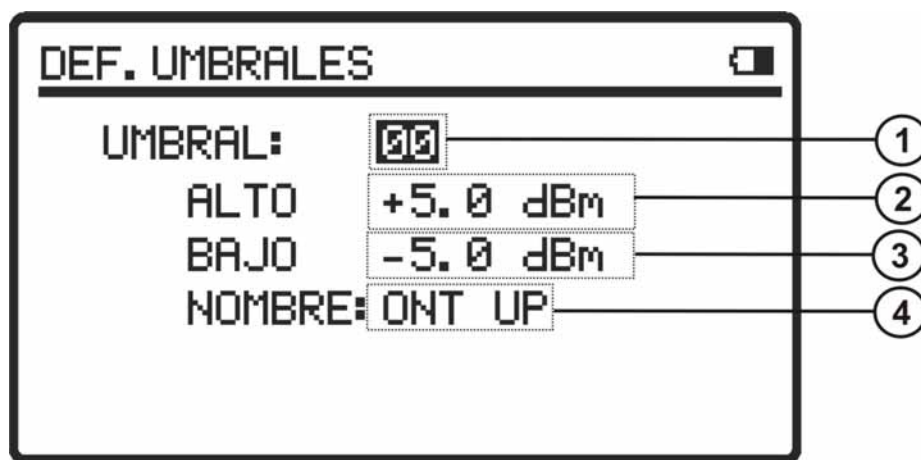 DEF. UMBRALES
UMBRAL: 00 1
ALTO +5.0 dBm 2
BAJO -5.0 dBm 3
NOMBRE: ONT UP 4